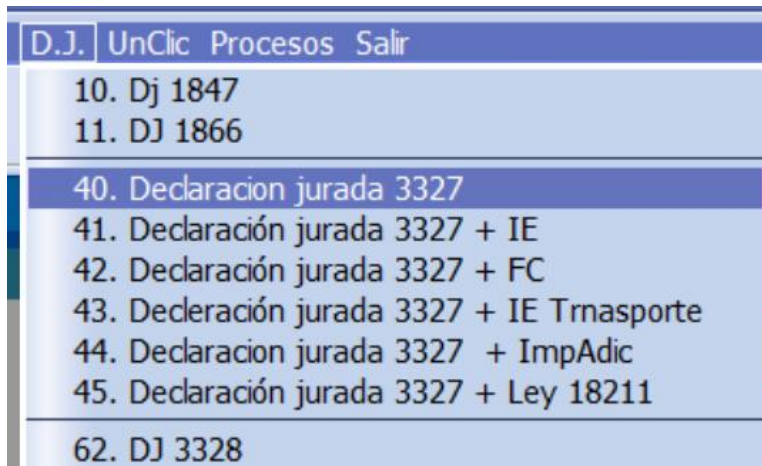 D.J. UnClic Procesos Salir
10. Dj 1847
11. DJ 1866
40. Declaracion jurada 3327
41. Declaración jurada 3327 + IE
42. Declaración jurada 3327 + FC
43. Decleración jurada 3327 + IE Trnasporte
44. Declaracion jurada 3327 + ImpAdic
45. Declaración jurada 3327 + Ley 18211
62. DJ 3328